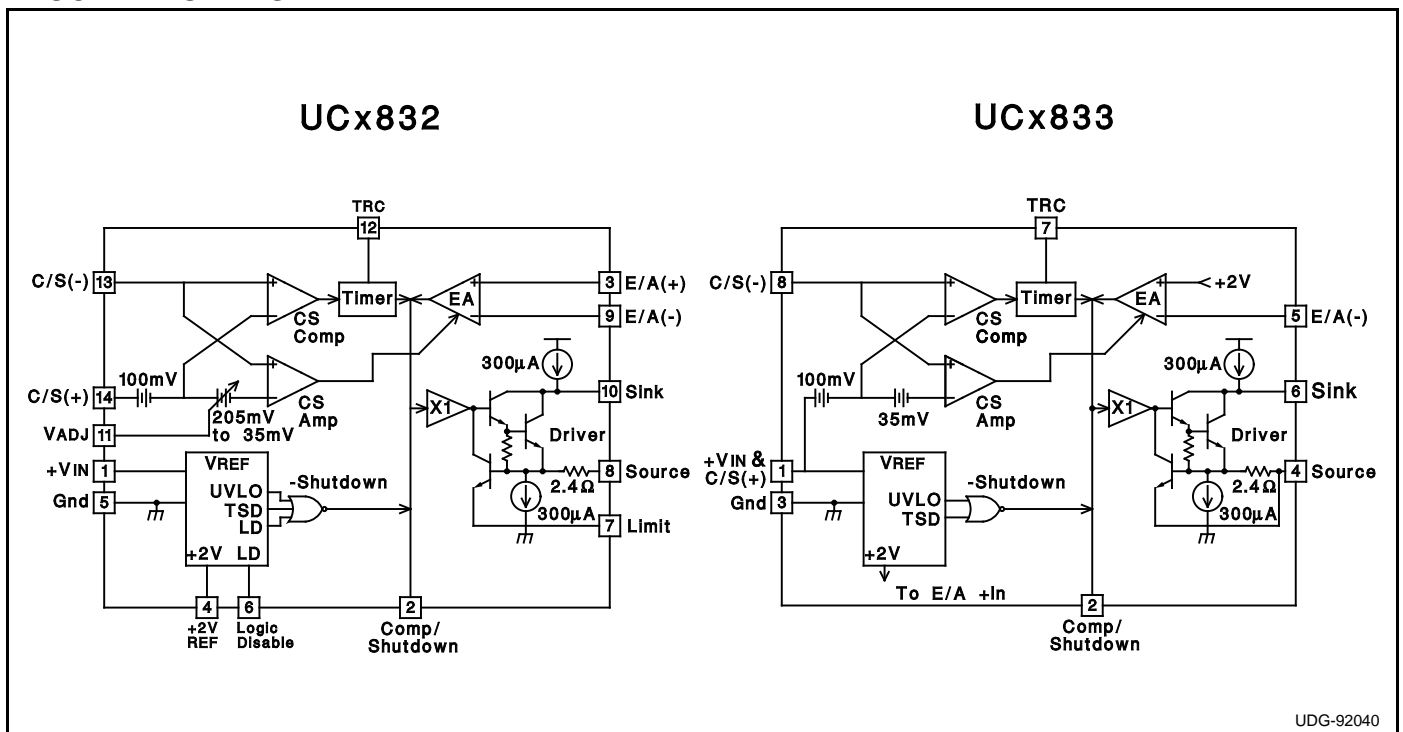 UCx832
TRC
12
C/S(-) 13
Timer
EA
3 E/A(+)
9 E/A(-)
CS
Comp
300µA
100mV
C/S(+) 14
CS
Amp
205mV
to 35mV
10 Sink
X1
VADJ 11
Driver
+VIN 1
VREF
-Shutdown
8 Source
2.4Ω
Gnd 5
UVLO
TSD
LD
300µA
7 Limit
+2V LD
4
6
2
+2V
REF
Logic
Disable
Comp/
Shutdown
UCx833
TRC
7
C/S(-) 8
Timer
EA
+2V
5 E/A(-)
CS
Comp
300µA
100mV
35mV
CS
Amp
6 Sink
X1
Driver
+VIN &
C/S(+)
1
VREF
-Shutdown
4 Source
2.4Ω
Gnd 3
UVLO
TSD
300µA
+2V
To E/A +In
2
Comp/
Shutdown
UDG-92040